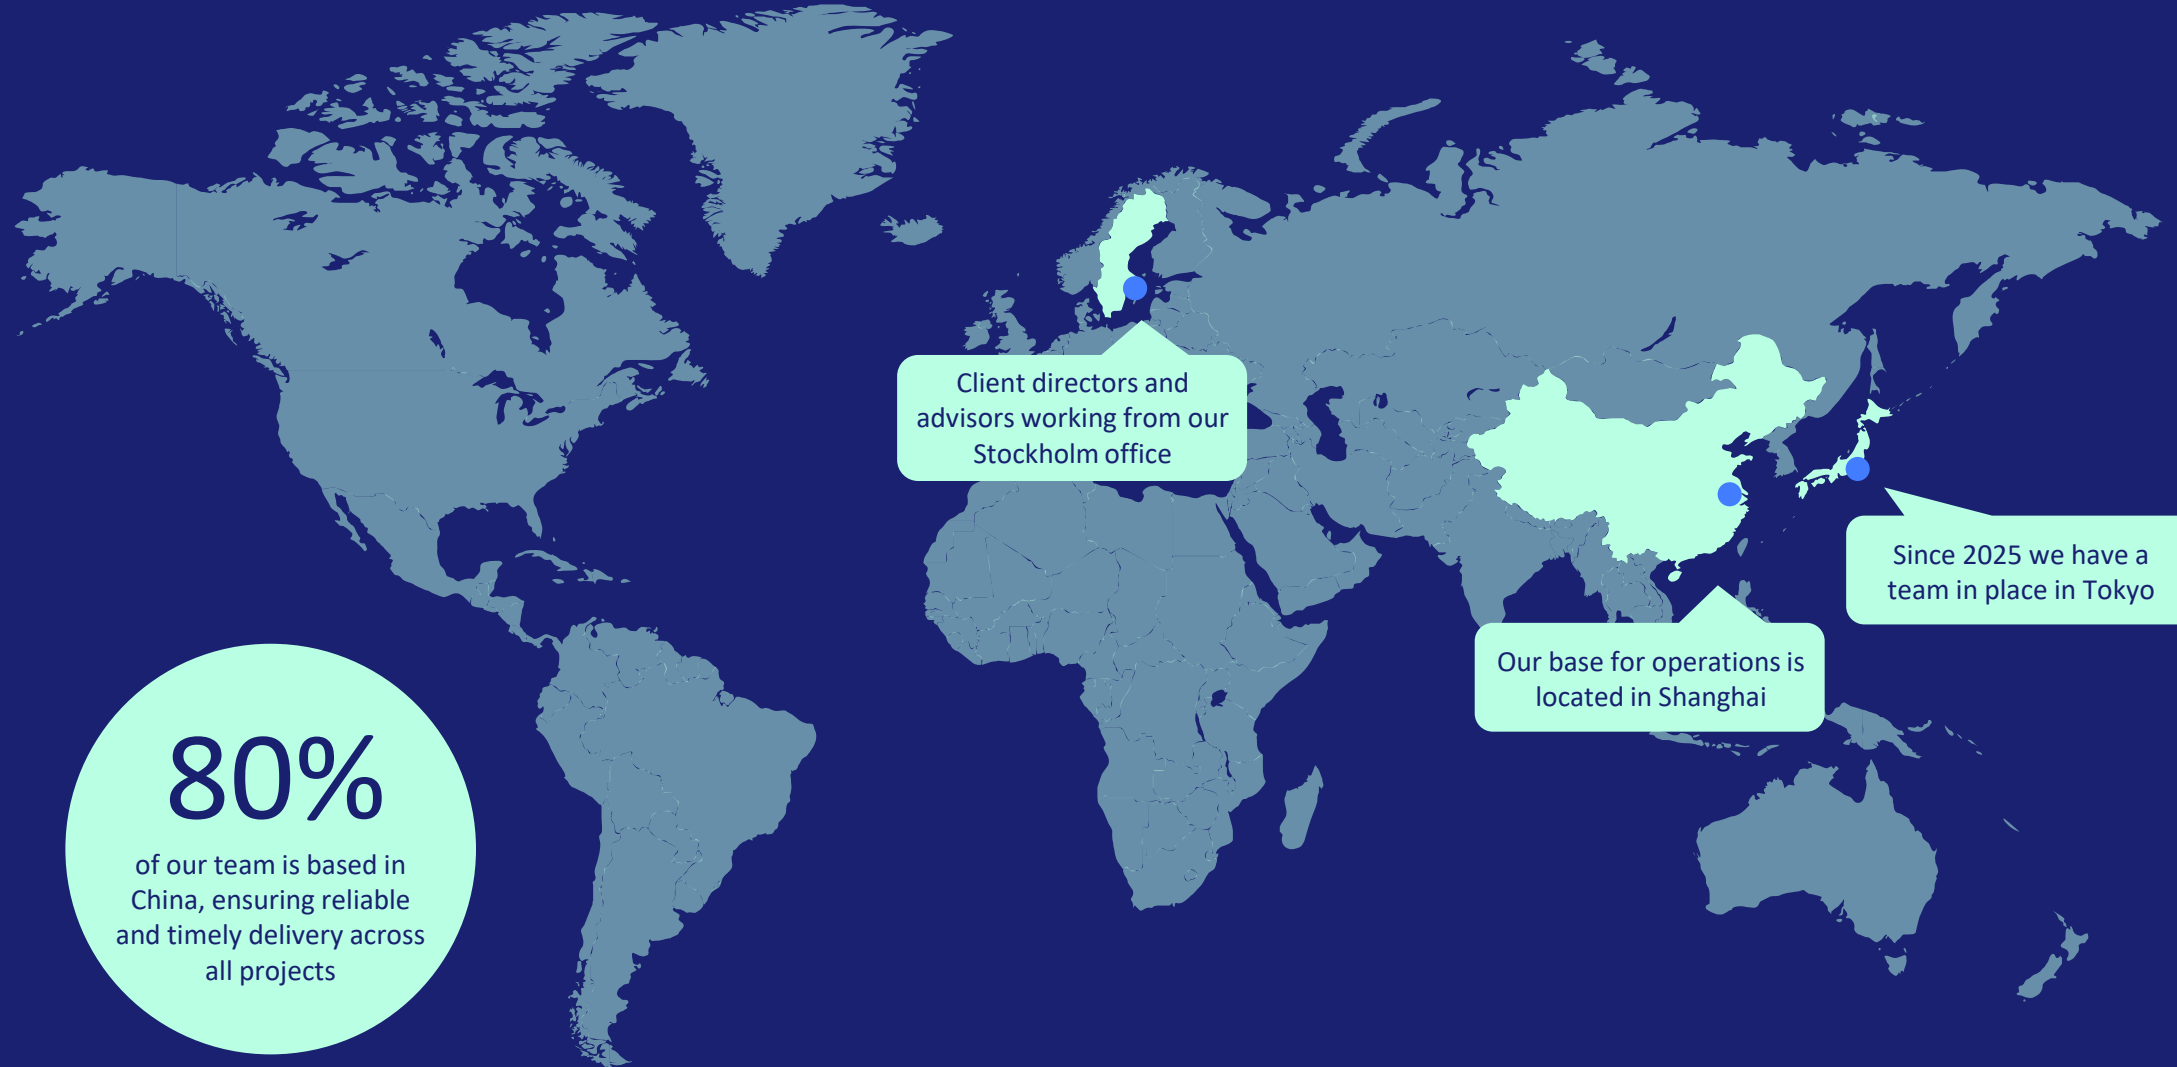 Client directors and
advisors working from our
Stockholm office
Since 2025 we have a
team in place in Tokyo
Our base for operations is
located in Shanghai
80%
of our team is based in
China, ensuring reliable
and timely delivery across
all projects